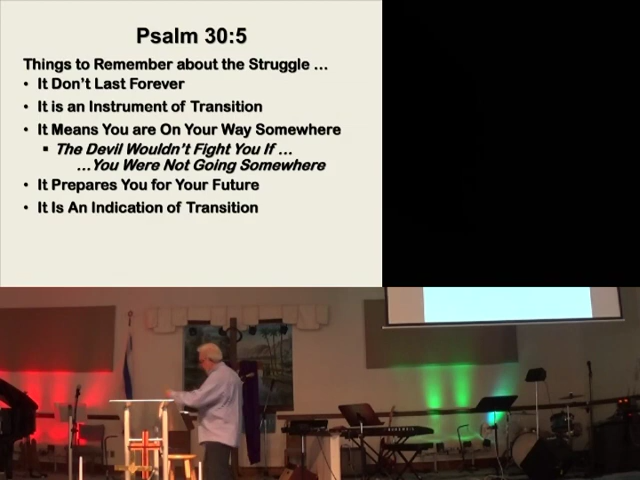 Psalm 30:5
Things to Remember about the Struggle …
• It Don't Last Forever
• It is an Instrument of Transition
• It Means You are On Your Way Somewhere
▪ The Devil Wouldn't Fight You If …
…You Were Not Going Somewhere
• It Prepares You for Your Future
• It Is An Indication of Transition